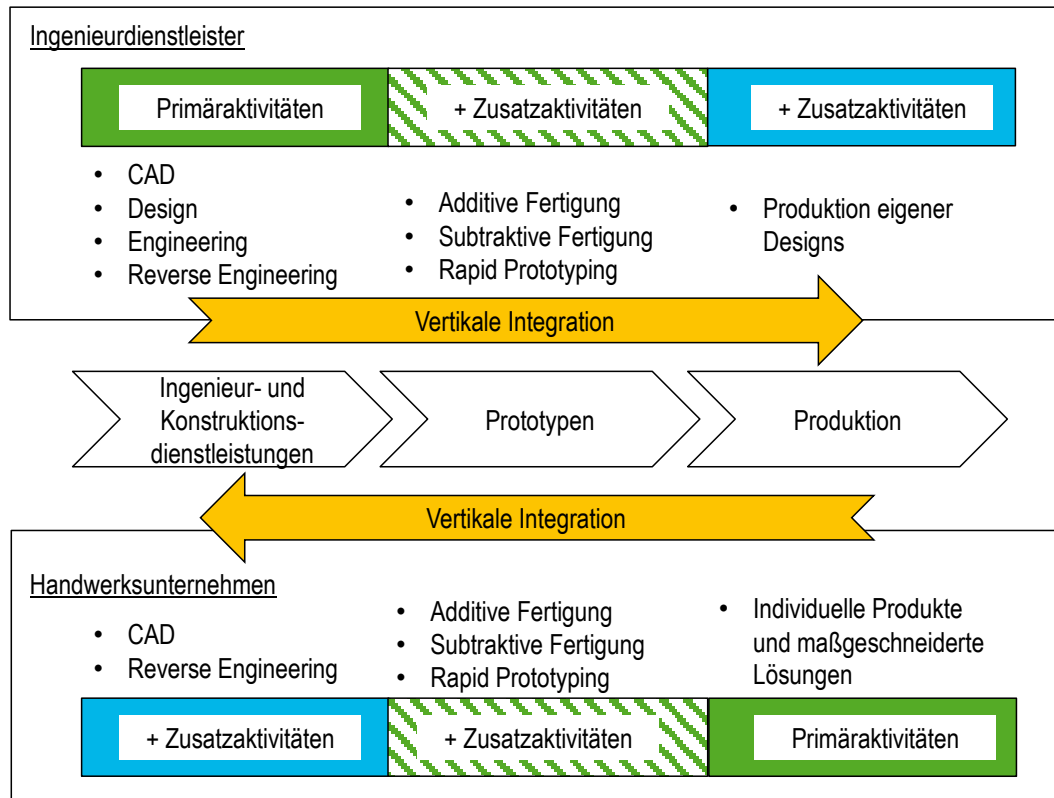 Ingenieurdienstleister
Primäraktivitäten
+ Zusatzaktivitäten
+ Zusatzaktivitäten
• CAD
• Design
• Engineering
• Reverse Engineering
• Additive Fertigung
• Subtraktive Fertigung
• Rapid Prototyping
• Produktion eigener
Designs
Vertikale Integration
Ingenieur- und
Konstruktions-
dienstleistungen
Prototypen
Produktion
Vertikale Integration
Handwerksunternehmen
• CAD
• Reverse Engineering
• Additive Fertigung
• Subtraktive Fertigung
• Rapid Prototyping
• Individuelle Produkte
und maßgeschneiderte
Lösungen
+ Zusatzaktivitäten
+ Zusatzaktivitäten
Primäraktivitäten